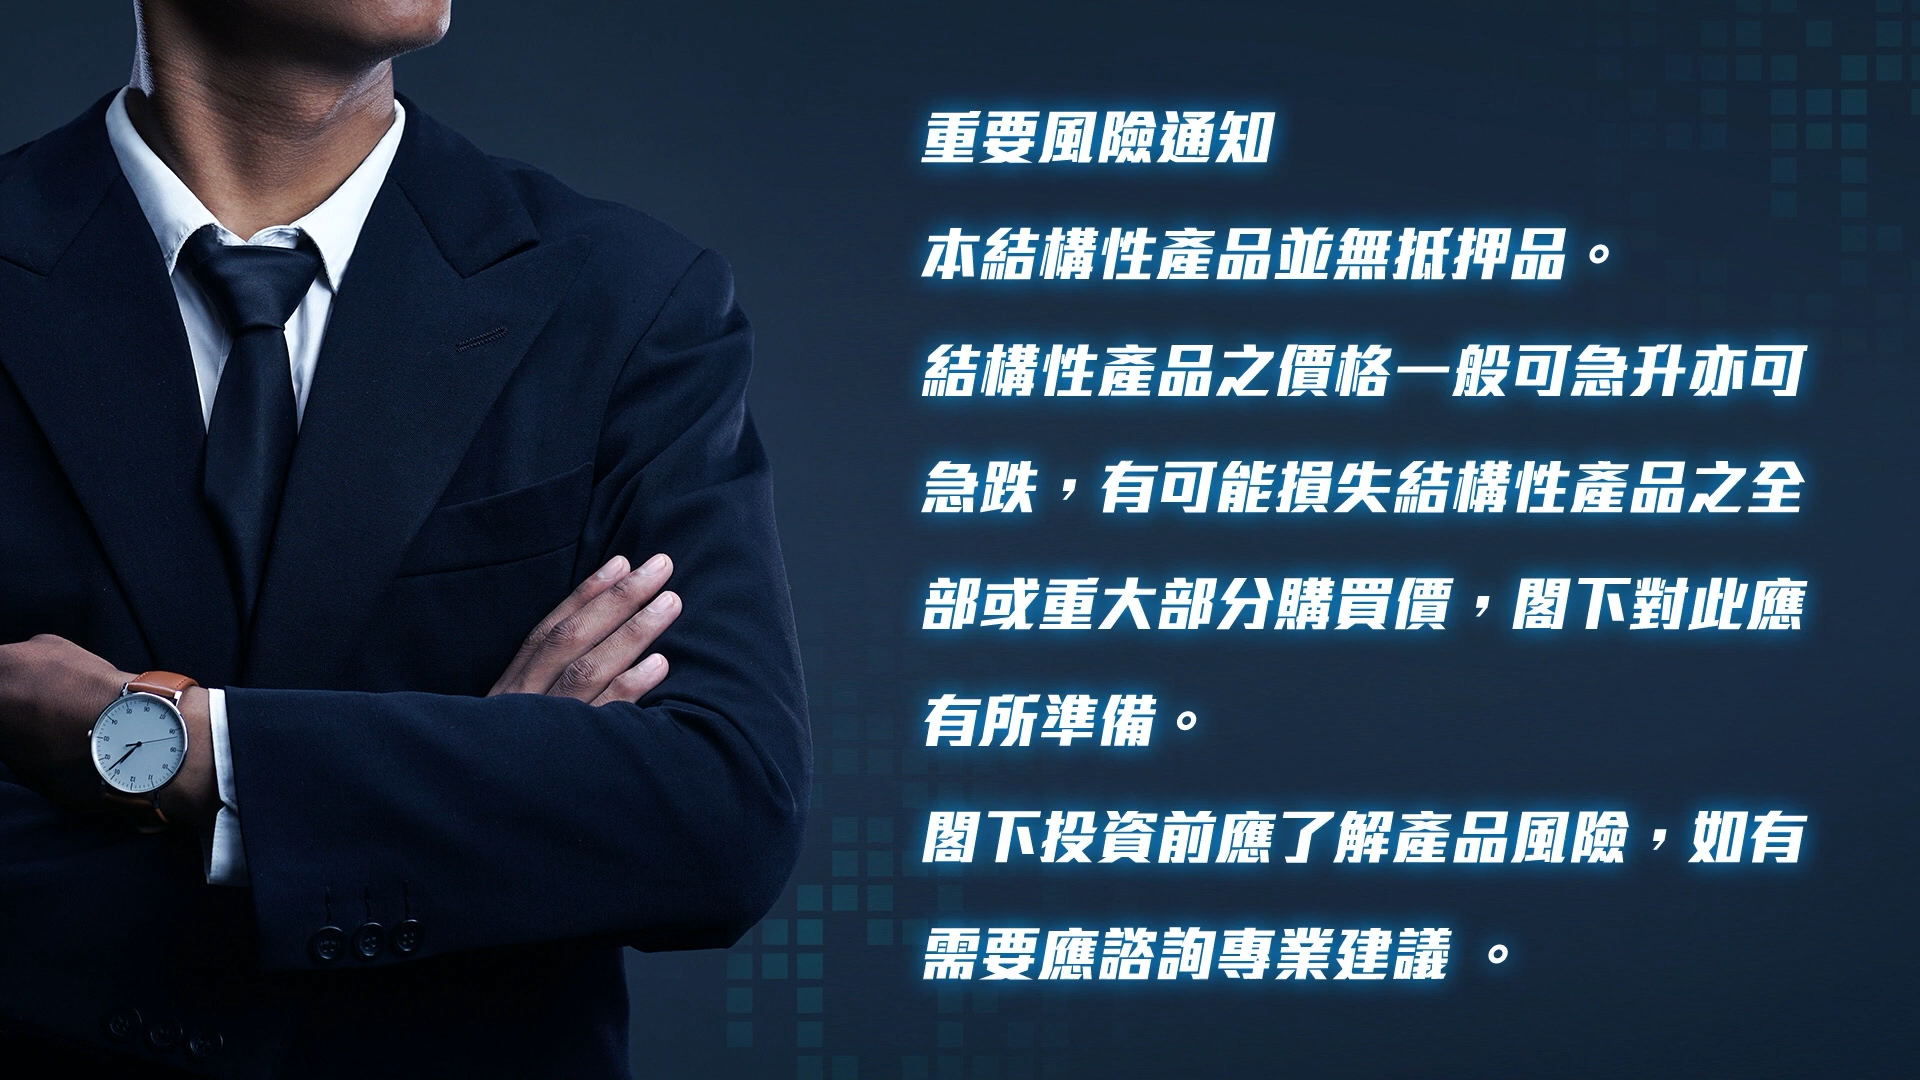 重要風險通知
本結構性產品並無抵押品。
結構性產品之價格一般可急升亦可
急跌，有可能損失結構性產品之全
部或重大部分購買價，閣下對此應
有所準備。
閣下投資前應了解產品風險，如有
需要應諮詢專業建議 。